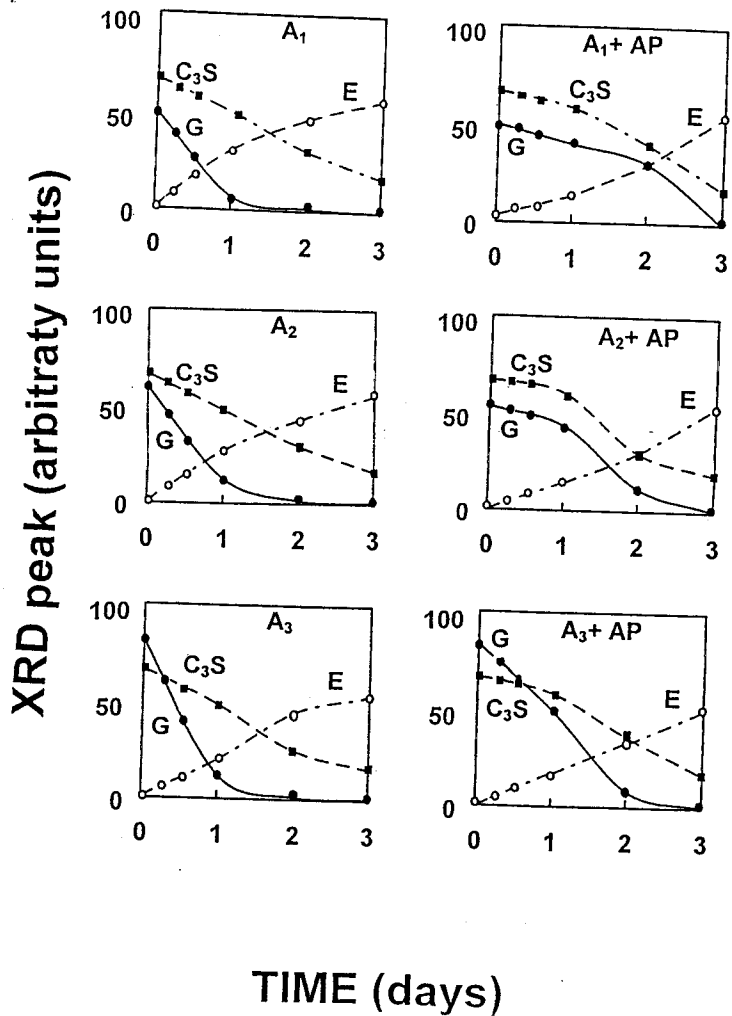 XRD peak (arbitraty units)
100
50
0
A₁
C₃S
G
E
0 1 2 3
100
50
0
A₁+ AP
C₃S
G
E
0 1 2 3
100
50
0
A₂
C₃S
G
E
0 1 2 3
100
50
0
A₂+ AP
C₃S
G
E
0 1 2 3
100
50
0
A₃
C₃S
G
E
0 1 2 3
100
50
0
A₃+ AP
G
C₃S
E
0 1 2 3
TIME (days)